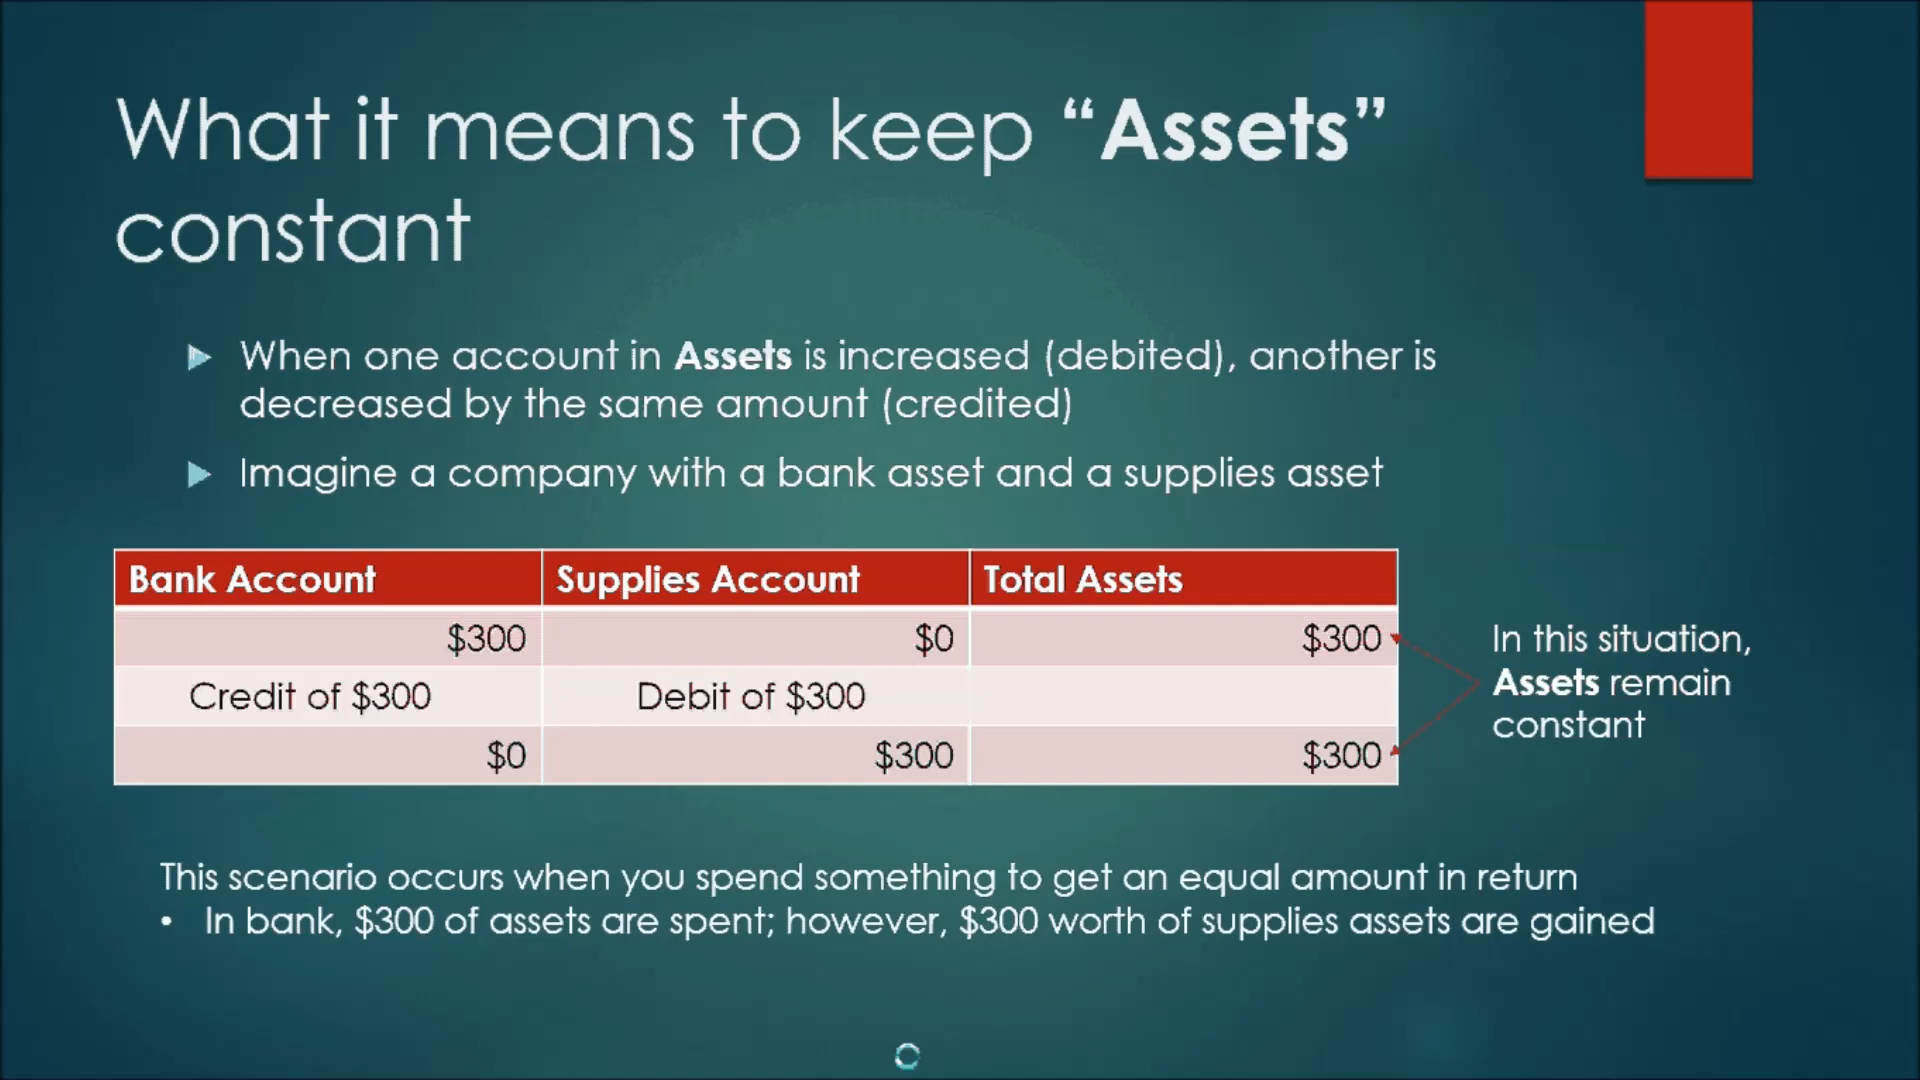 What it means to keep “Assets”
constant
When one account in Assets is increased (debited), another is
decreased by the same amount (credited)
Imagine a company with a bank asset and a supplies asset
Bank Account Supplies Account Total Assets
$300 $0 $300
Credit of $300 Debit of $300
$0 $300 $300
In this situation,
Assets remain
constant
This scenario occurs when you spend something to get an equal amount in return
• In bank, $300 of assets are spent; however, $300 worth of supplies assets are gained